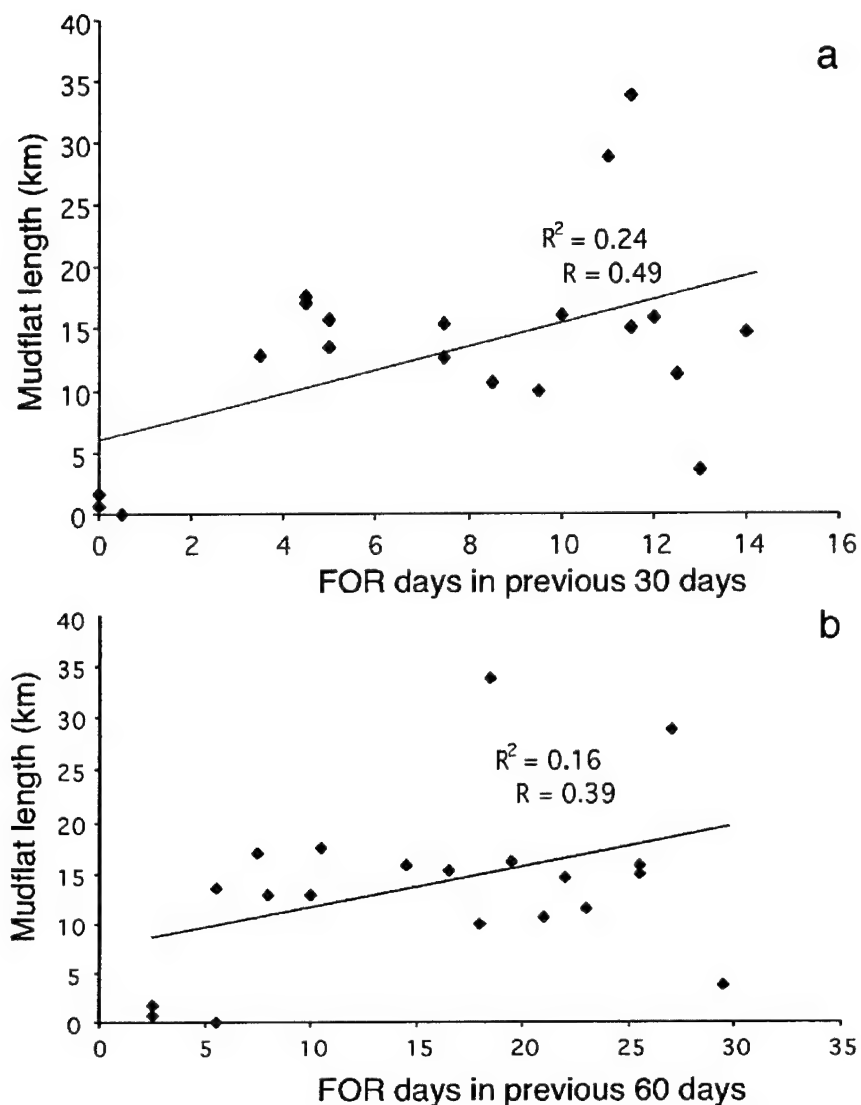 a
40
35
30
25
20
15
10
5
0
Mudflat length (km)
R² = 0.24
R = 0.49
0 2 4 6 8 10 12 14 16
FOR days in previous 30 days
b
40
35
30
25
20
15
10
5
0
Mudflat length (km)
R² = 0.16
R = 0.39
0 5 10 15 20 25 30 35
FOR days in previous 60 days